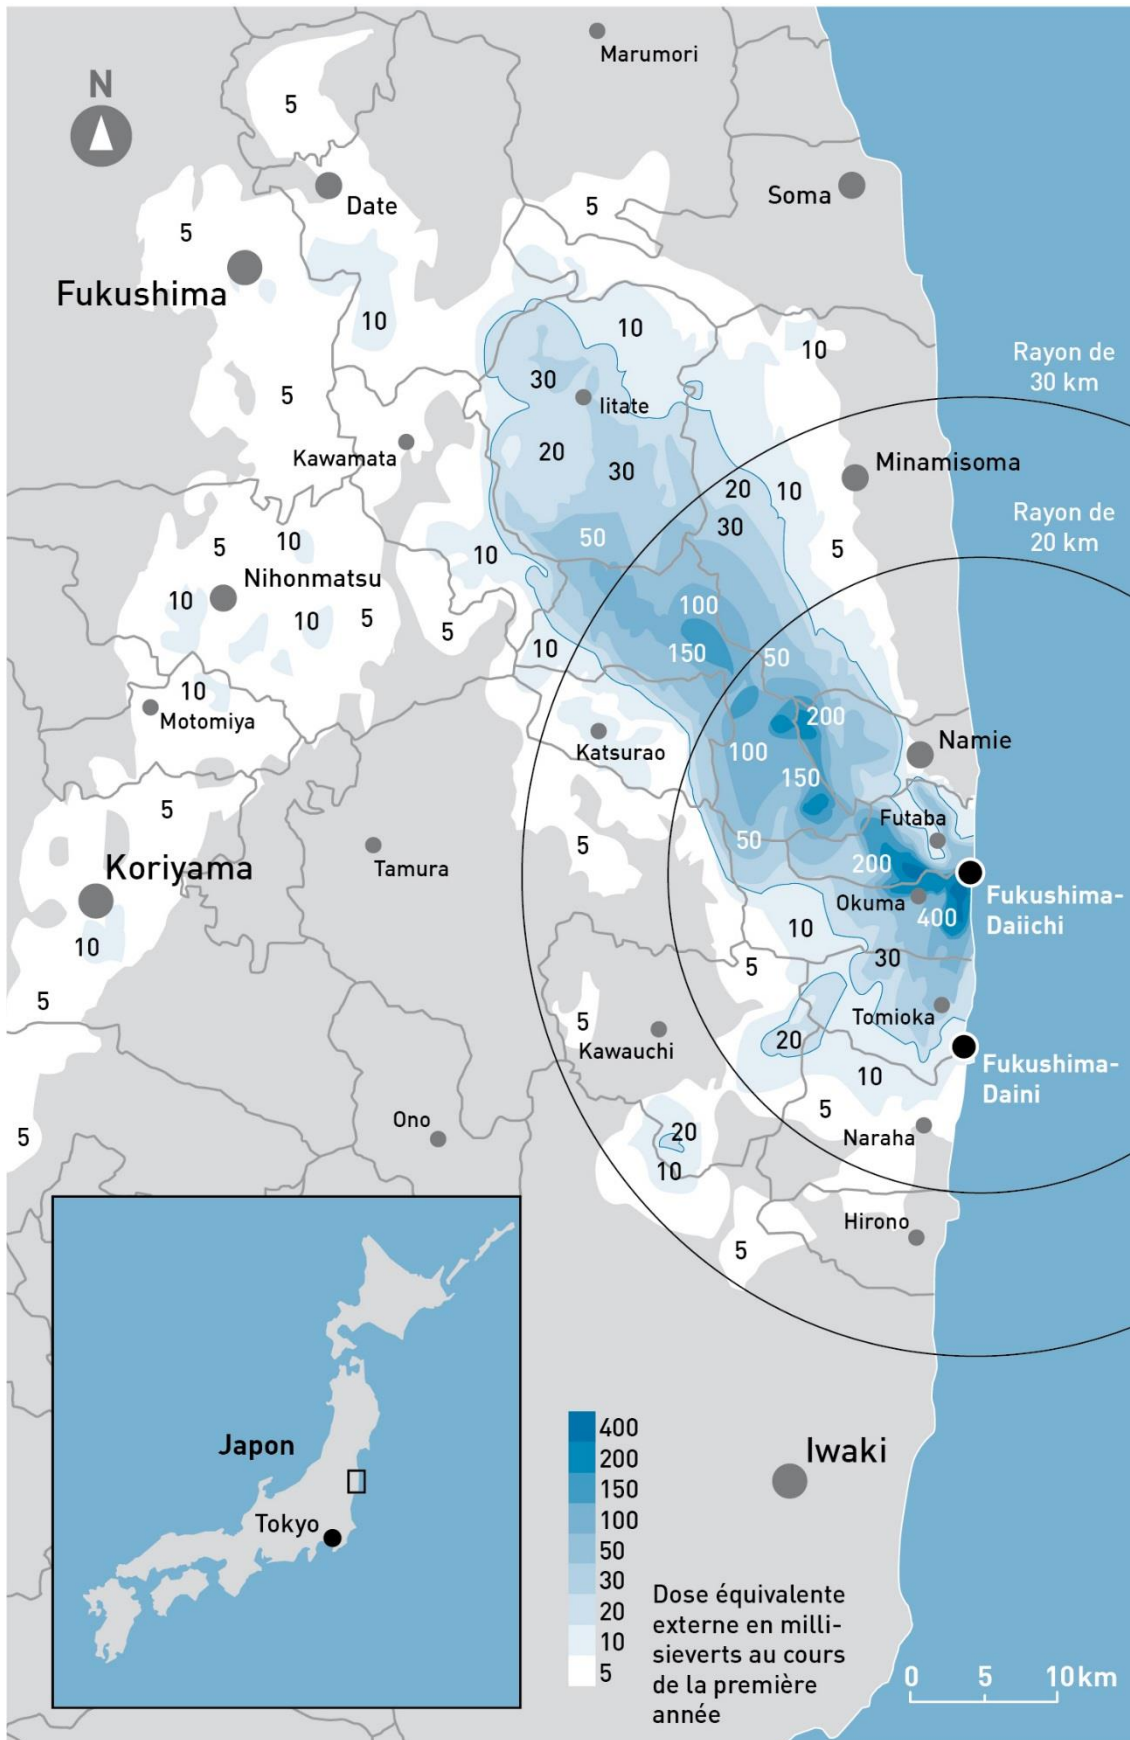 Marumori
N
5
Date
5
Soma
5
Fukushima
10
10
10
Rayon de
30 km
30
Iitate
5
Kawamata
20
30
Minamisoma
20
10
30
Rayon de
20 km
5
10
50
10
5
Nihonmatsu
10
10
5
5
100
10
150
50
10
Motomiya
200
Katsurao
100
Namie
150
5
Futaba
50
5
Koriyama
Tamura
200
Okuma
400
Fukushima-
Daiichi
10
10
30
5
5
Tomioka
5
Kawauchi
20
Fukushima-
Daini
10
5
Ono
5
20
Naraha
10
Hirono
5
Japon
Tokyo
400
200
150
100
50
30
20
10
5
Iwaki
Dose équivalente
externe en milli-
sieverts au cours
de la première
année
0 5 10 km